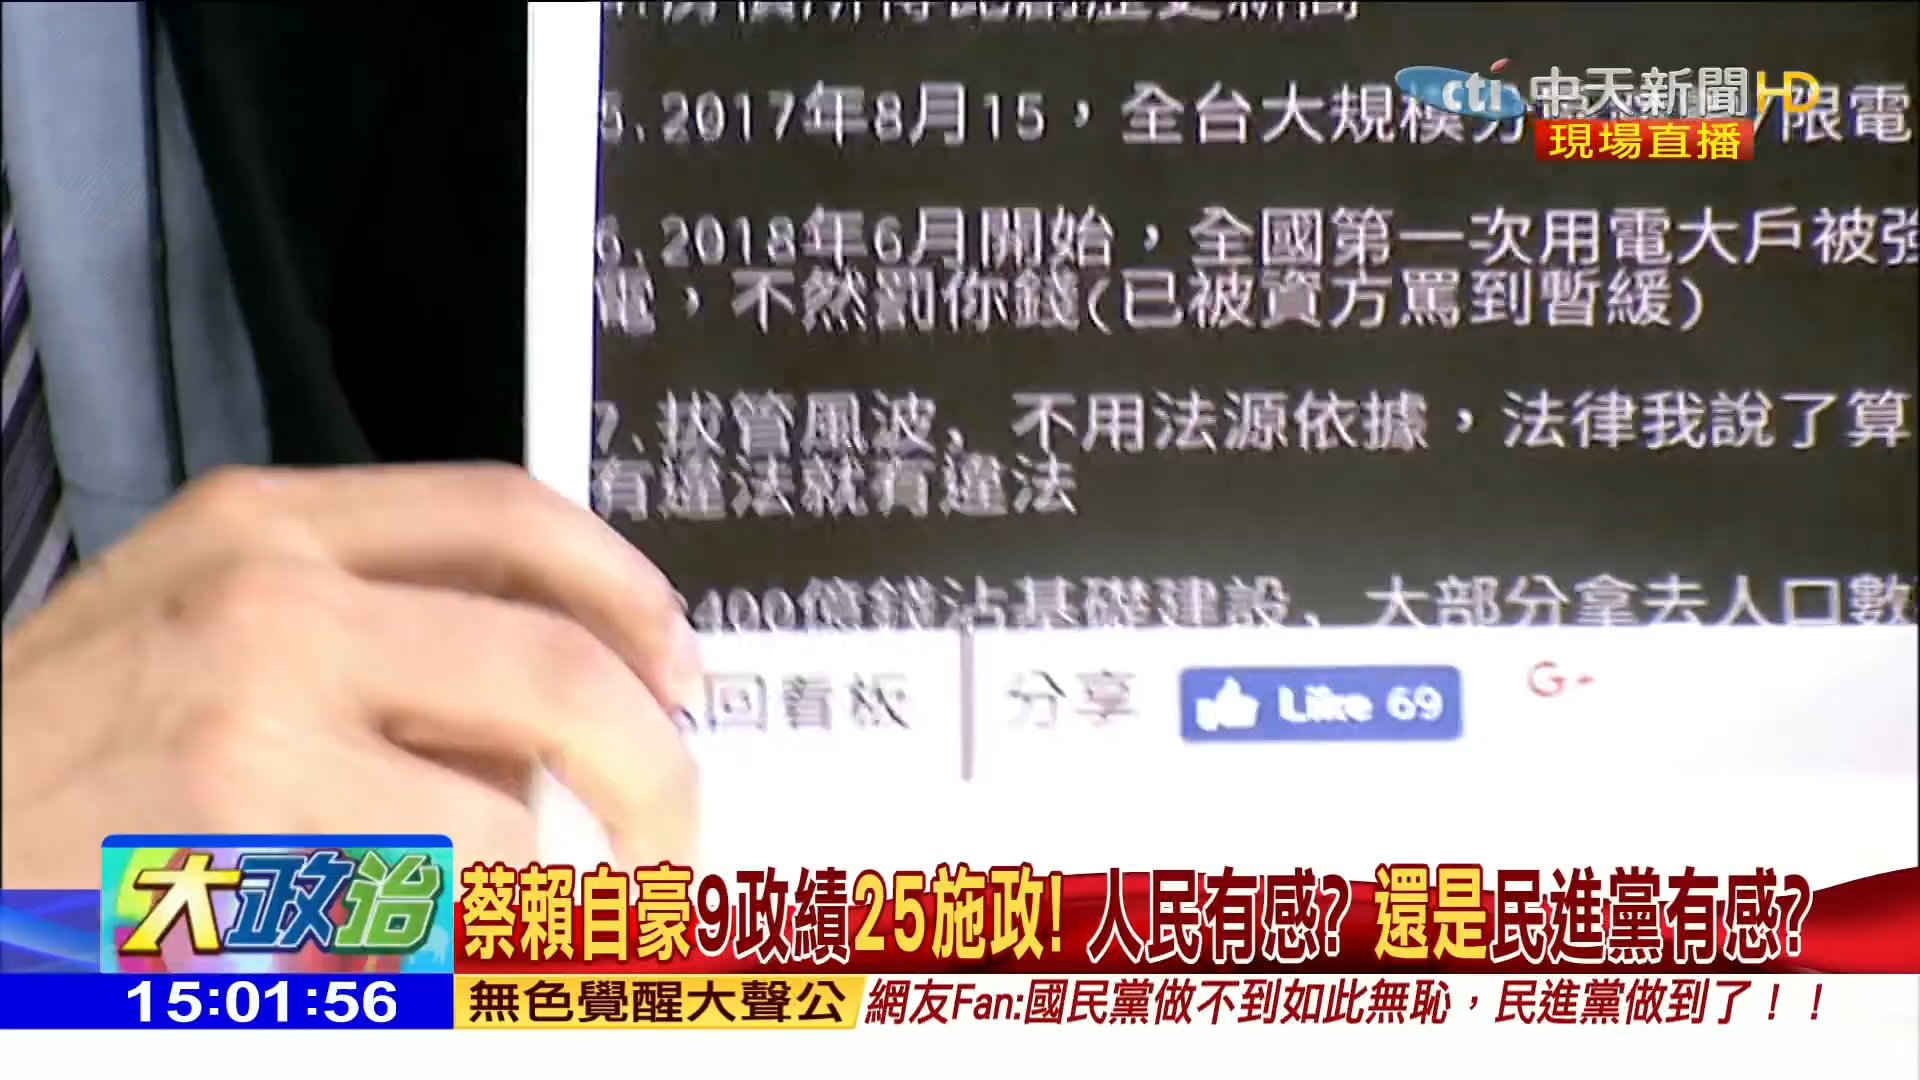 5.2017年8月15，全台大規模
限電
6.2018年6月開始，全國第一次用電大戶被強
電，不然罰你錢(已被資方罵到暫緩)
7.拔管風波、不用法源依據，法律我說了算
有違法就有違法
400億錢沾基礎建設、大部分拿去人口數
回看板
分享
Like 69
G+
cti 中天新聞HD
現場直播
大政治
蔡賴自豪9政績25施政! 人民有感? 還是民進黨有感?
15:01:56
無色覺醒大聲公
網友Fan:國民黨做不到如此無恥，民進黨做到了！！